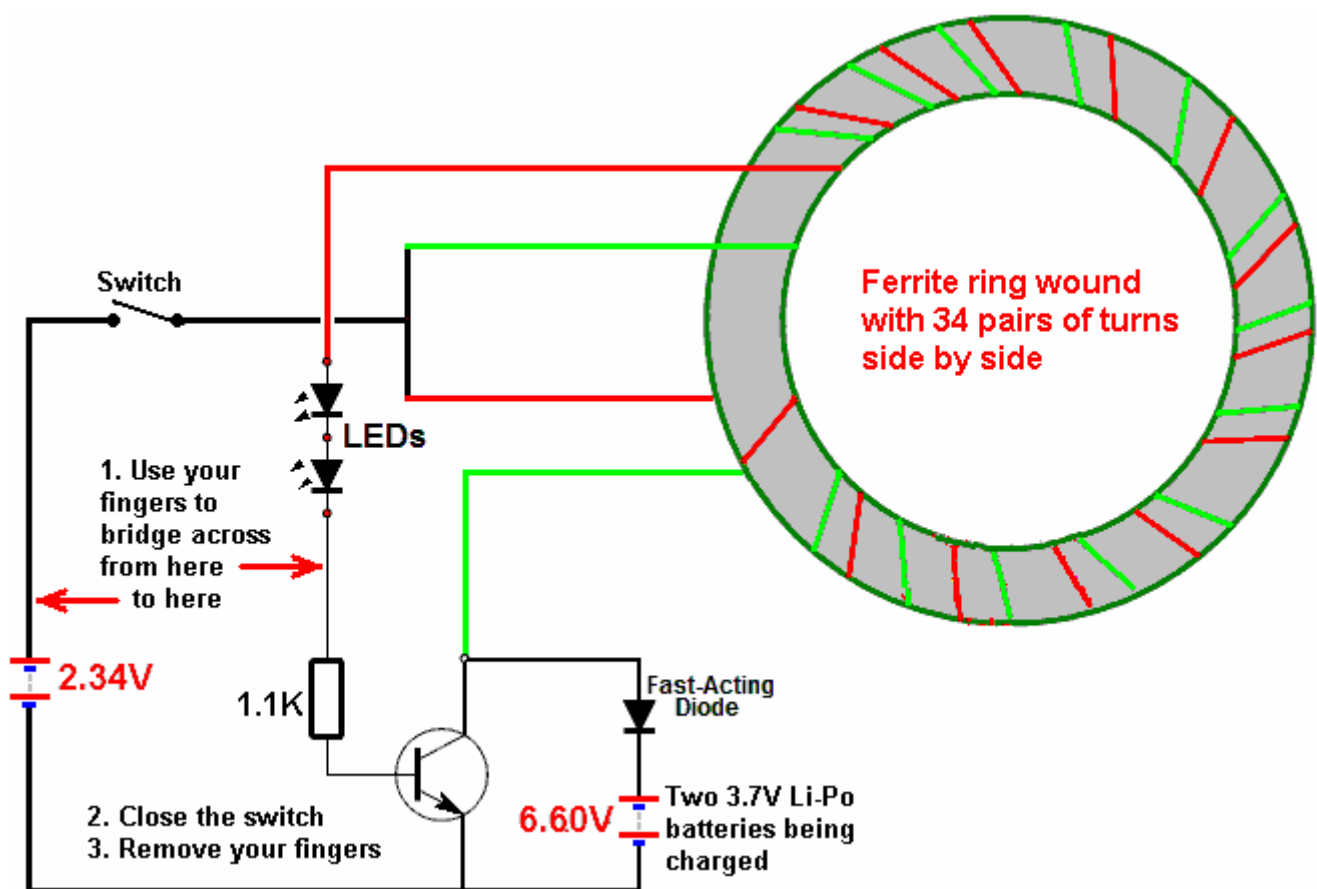 Switch
Ferrite ring wound
with 34 pairs of turns
side by side
LEDs
1. Use your
fingers to
bridge across
from here
to here
2.34V
1.1K
Fast-Acting
Diode
6.60V
Two 3.7V Li-Po
batteries being
charged
2. Close the switch
3. Remove your fingers